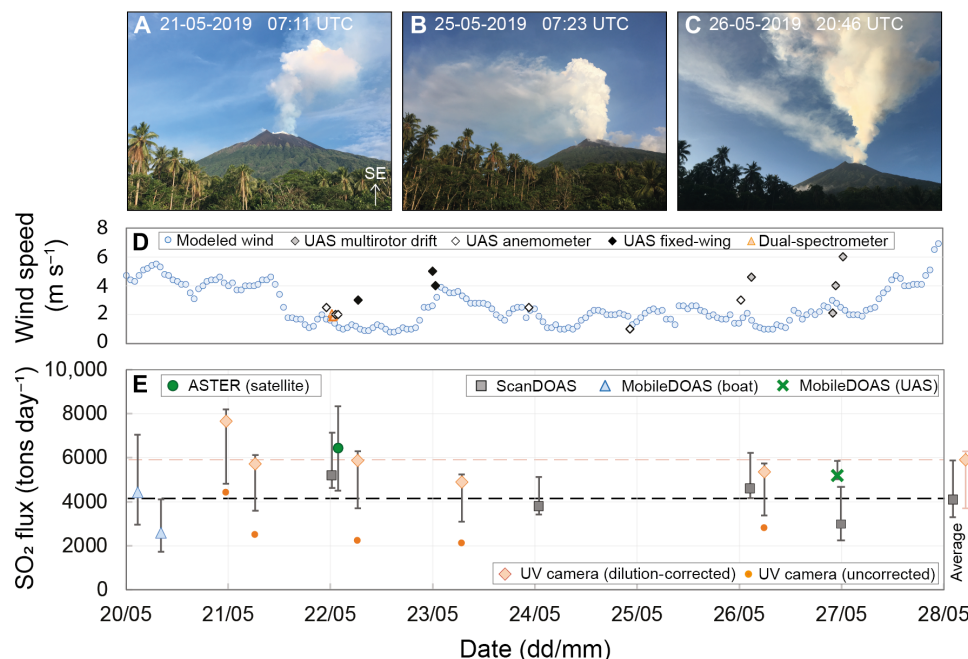 A 21-05-2019 07:11 UTC
B 25-05-2019 07:23 UTC
C 26-05-2019 20:46 UTC
SE
D
Modeled wind
UAS multirotor drift
UAS anemometer
UAS fixed-wing
Dual-spectrometer
Wind speed
(m s⁻¹)
8
6
4
2
0
E
ASTER (satellite)
ScanDOAS
MobileDOAS (boat)
MobileDOAS (UAS)
SO₂ flux (tons day⁻¹)
10,000
8000
6000
4000
2000
0
UV camera (dilution-corrected)
UV camera (uncorrected)
Average
20/05 21/05 22/05 23/05 24/05 25/05 26/05 27/05 28/05
Date (dd/mm)